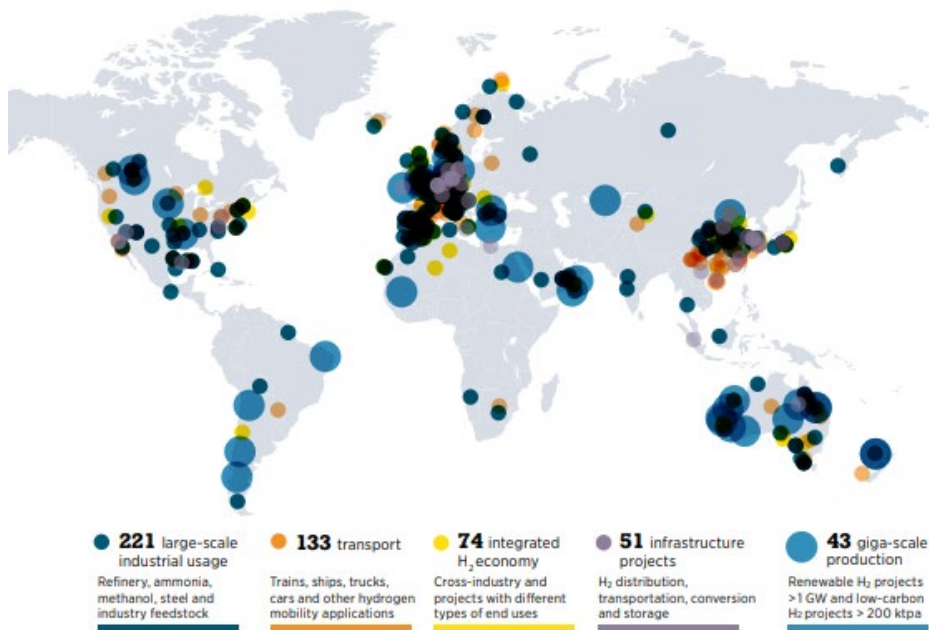 221 large-scale
industrial usage
Refinery, ammonia,
methanol, steel and
industry feedstock
133 transport
Trains, ships, trucks,
cars and other hydrogen
mobility applications
74 integrated
H₂ economy
Cross-industry and
projects with different
types of end uses
51 infrastructure
projects
H₂ distribution,
transportation, conversion
and storage
43 giga-scale
production
Renewable H₂ projects
>1 GW and low-carbon
H₂ projects > 200 ktpa